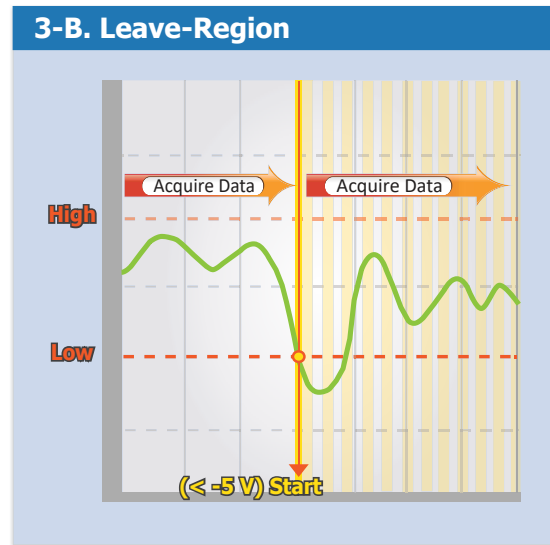 3-B. Leave-Region
Acquire Data Acquire Data
High
Low
(< -5 V) Start